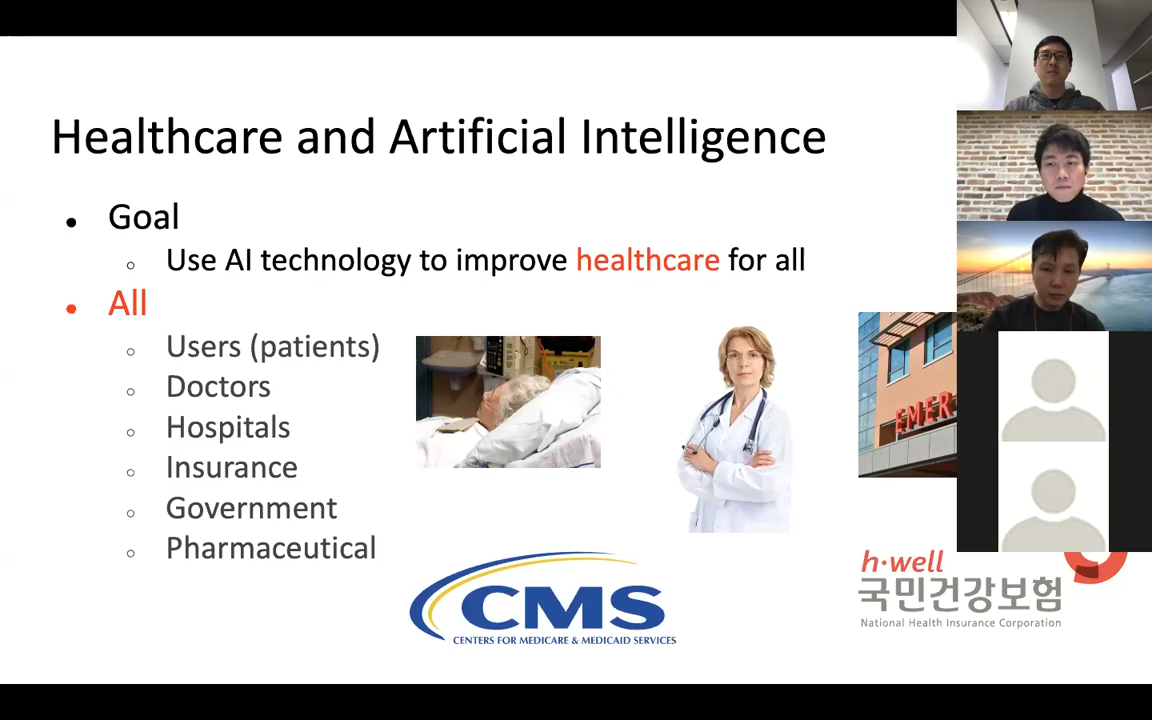 Healthcare and Artificial Intelligence
Goal
Use AI technology to improve healthcare for all
All
Users (patients)
Doctors
Hospitals
Insurance
Government
Pharmaceutical
EMER
CMS
CENTERS FOR MEDICARE & MEDICAID SERVICES
h·well
국민건강보험
National Health Insurance Corporation